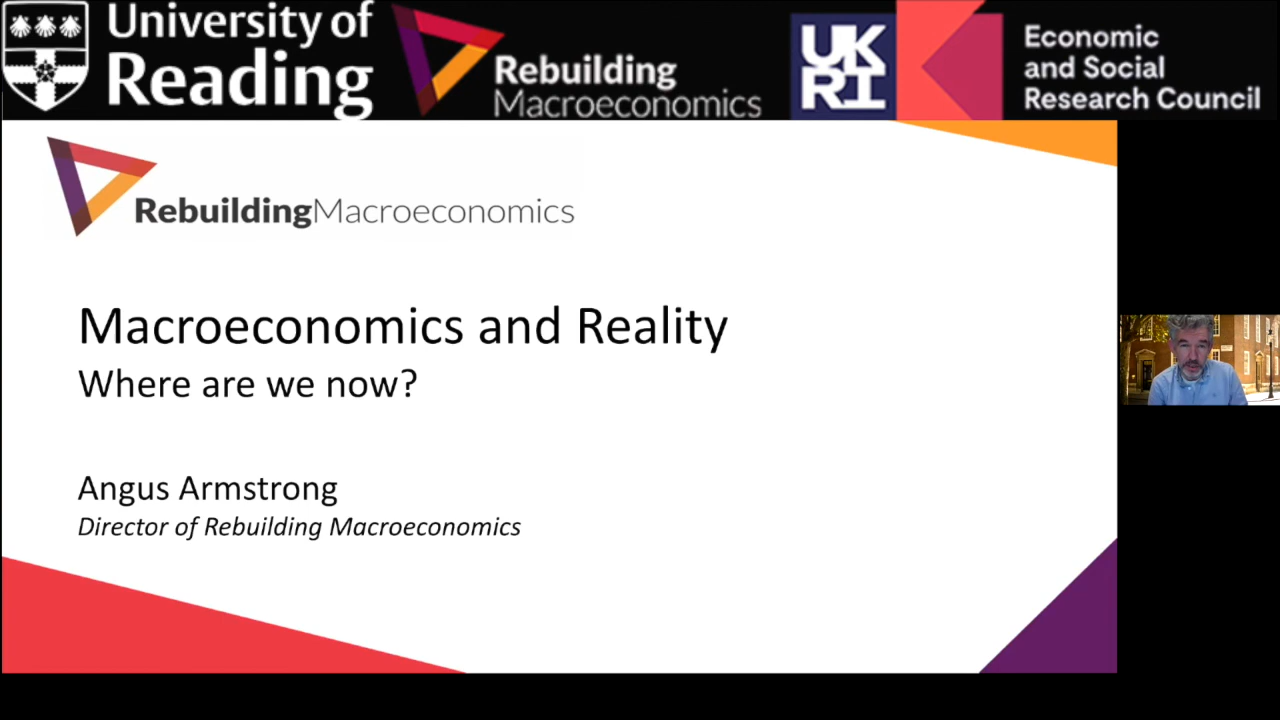 University of
Reading
Rebuilding
Macroeconomics
UK
RI
Economic
and Social
Research Council
RebuildingMacroeconomics
Macroeconomics and Reality
Where are we now?
Angus Armstrong
Director of Rebuilding Macroeconomics